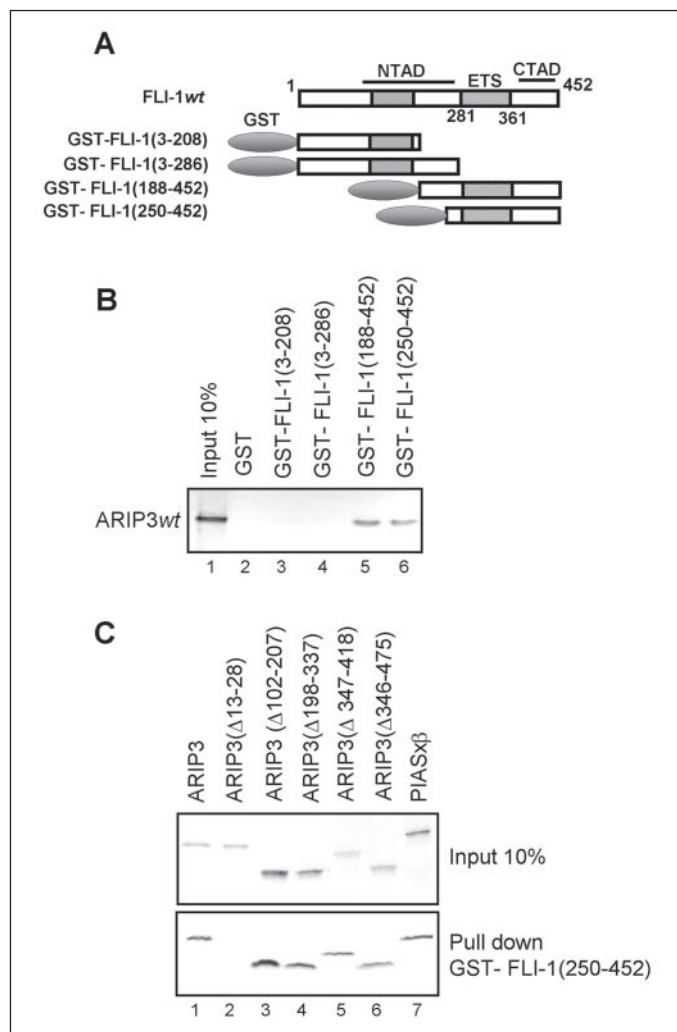 A
1 NTAD ETS CTAD 452
FLI-1wt
281 361
GST
GST-FLI-1(3-208)
GST- FLI-1(3-286)
GST- FLI-1(188-452)
GST- FLI-1(250-452)
B
Input 10%
GST
GST-FLI-1(3-208)
GST- FLI-1(3-286)
GST- FLI-1(188-452)
GST- FLI-1(250-452)
ARIP3wt
1 2 3 4 5 6
C
ARIP3
ARIP3(Δ13-28)
ARIP3 (Δ102-207)
ARIP3(Δ198-337)
ARIP3(Δ 347-418)
ARIP3(Δ346-475)
PIASxβ
Input 10%
Pull down
GST- FLI-1(250-452)
1 2 3 4 5 6 7